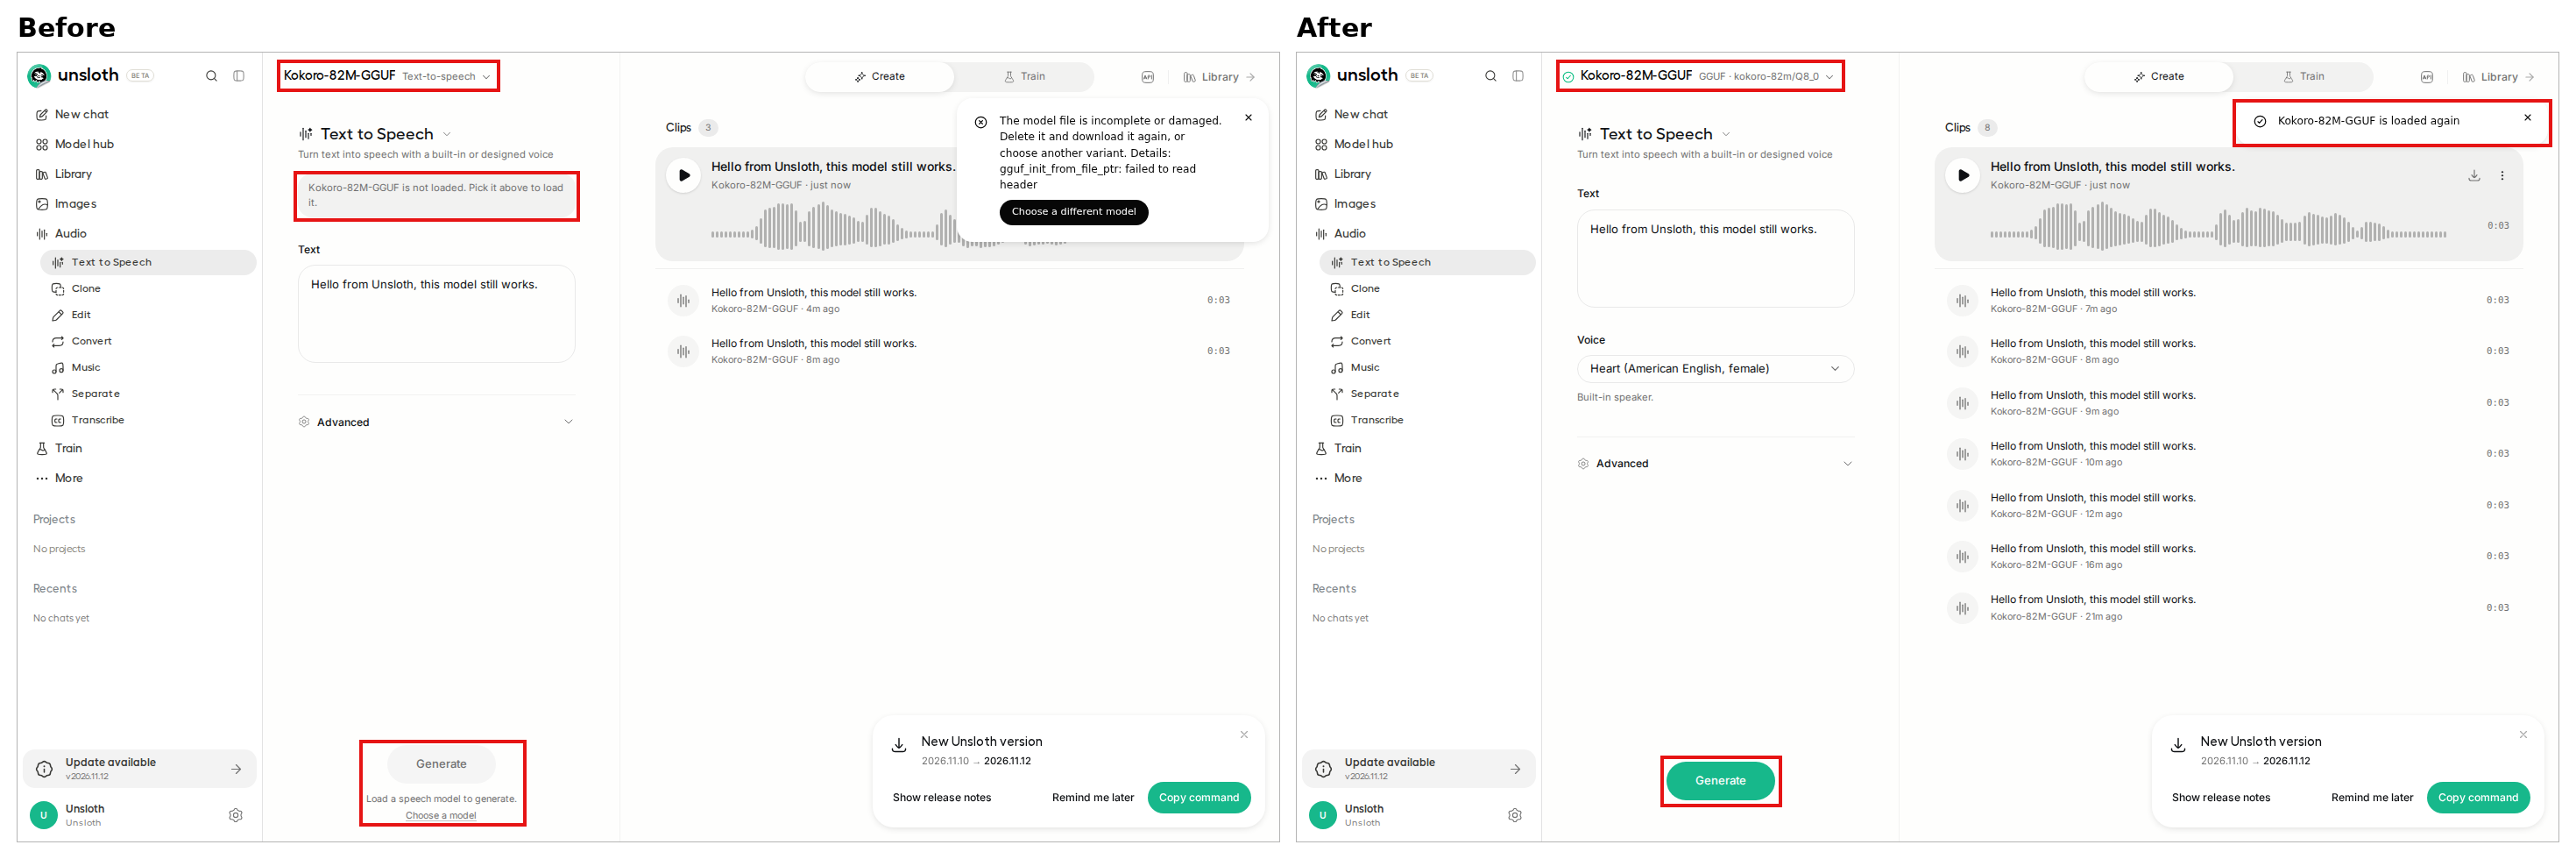 Before
unsloth BETA
New chat
Model hub
Library
Images
Audio
Text to Speech
Clone
Edit
Convert
Music
Separate
Transcribe
Train
More
Projects
No projects
Recents
No chats yet
Update available
v2026.11.12
U
Unsloth
Unsloth
Kokoro-82M-GGUF Text-to-speech
Create
Train
API
Library
Text to Speech
Turn text into speech with a built-in or designed voice
Kokoro-82M-GGUF is not loaded. Pick it above to load
it.
Text
Hello from Unsloth, this model still works.
Advanced
Generate
Load a speech model to generate.
Choose a model
Clips 3
Hello from Unsloth, this model still works.
Kokoro-82M-GGUF · just now
The model file is incomplete or damaged.
Delete it and download it again, or
choose another variant. Details:
gguf_init_from_file_ptr: failed to read
header
Choose a different model
Hello from Unsloth, this model still works.
Kokoro-82M-GGUF · 4m ago
0:03
Hello from Unsloth, this model still works.
Kokoro-82M-GGUF · 8m ago
0:03
New Unsloth version
2026.11.10 → 2026.11.12
Show release notes
Remind me later
Copy command
After
unsloth BETA
New chat
Model hub
Library
Images
Audio
Text to Speech
Clone
Edit
Convert
Music
Separate
Transcribe
Train
More
Projects
No projects
Recents
No chats yet
Update available
v2026.11.12
U
Unsloth
Unsloth
Kokoro-82M-GGUF GGUF · kokoro-82m/Q8_0
Create
Train
API
Library
Text to Speech
Turn text into speech with a built-in or designed voice
Text
Hello from Unsloth, this model still works.
Voice
Heart (American English, female)
Built-in speaker.
Advanced
Generate
Clips 8
Kokoro-82M-GGUF is loaded again
Hello from Unsloth, this model still works.
Kokoro-82M-GGUF · just now
0:03
Hello from Unsloth, this model still works.
Kokoro-82M-GGUF · 7m ago
0:03
Hello from Unsloth, this model still works.
Kokoro-82M-GGUF · 8m ago
0:03
Hello from Unsloth, this model still works.
Kokoro-82M-GGUF · 9m ago
0:03
Hello from Unsloth, this model still works.
Kokoro-82M-GGUF · 10m ago
0:03
Hello from Unsloth, this model still works.
Kokoro-82M-GGUF · 12m ago
0:03
Hello from Unsloth, this model still works.
Kokoro-82M-GGUF · 16m ago
0:03
Hello from Unsloth, this model still works.
Kokoro-82M-GGUF · 21m ago
0:03
New Unsloth version
2026.11.10 → 2026.11.12
Show release notes
Remind me later
Copy command